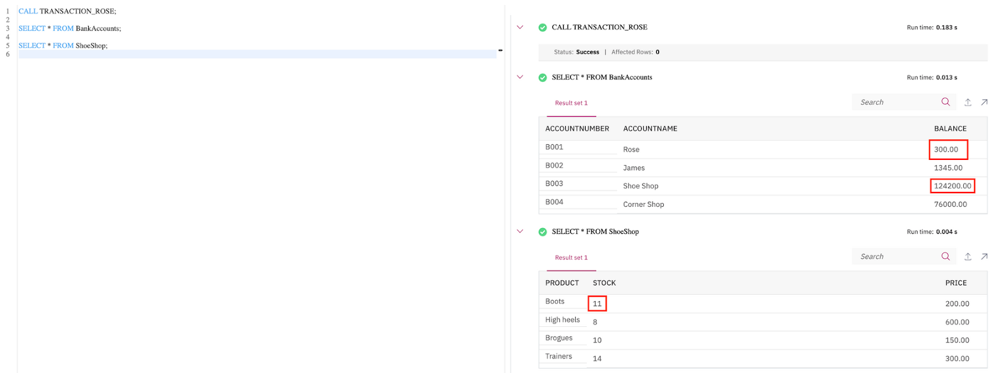 1 CALL TRANSACTION_ROSE;
2
3 SELECT * FROM BankAccounts;
4
5 SELECT * FROM ShoeShop;
6
CALL TRANSACTION_ROSE Run time: 0.183 s
Status: Success | Affected Rows: 0
SELECT * FROM BankAccounts Run time: 0.013 s
Result set 1 Search
ACCOUNTNUMBER ACCOUNTNAME BALANCE
B001 Rose 300.00
B002 James 1345.00
B003 Shoe Shop 124200.00
B004 Corner Shop 76000.00
SELECT * FROM ShoeShop Run time: 0.004 s
Result set 1 Search
PRODUCT STOCK PRICE
Boots 11 200.00
High heels 8 600.00
Brogues 10 150.00
Trainers 14 300.00